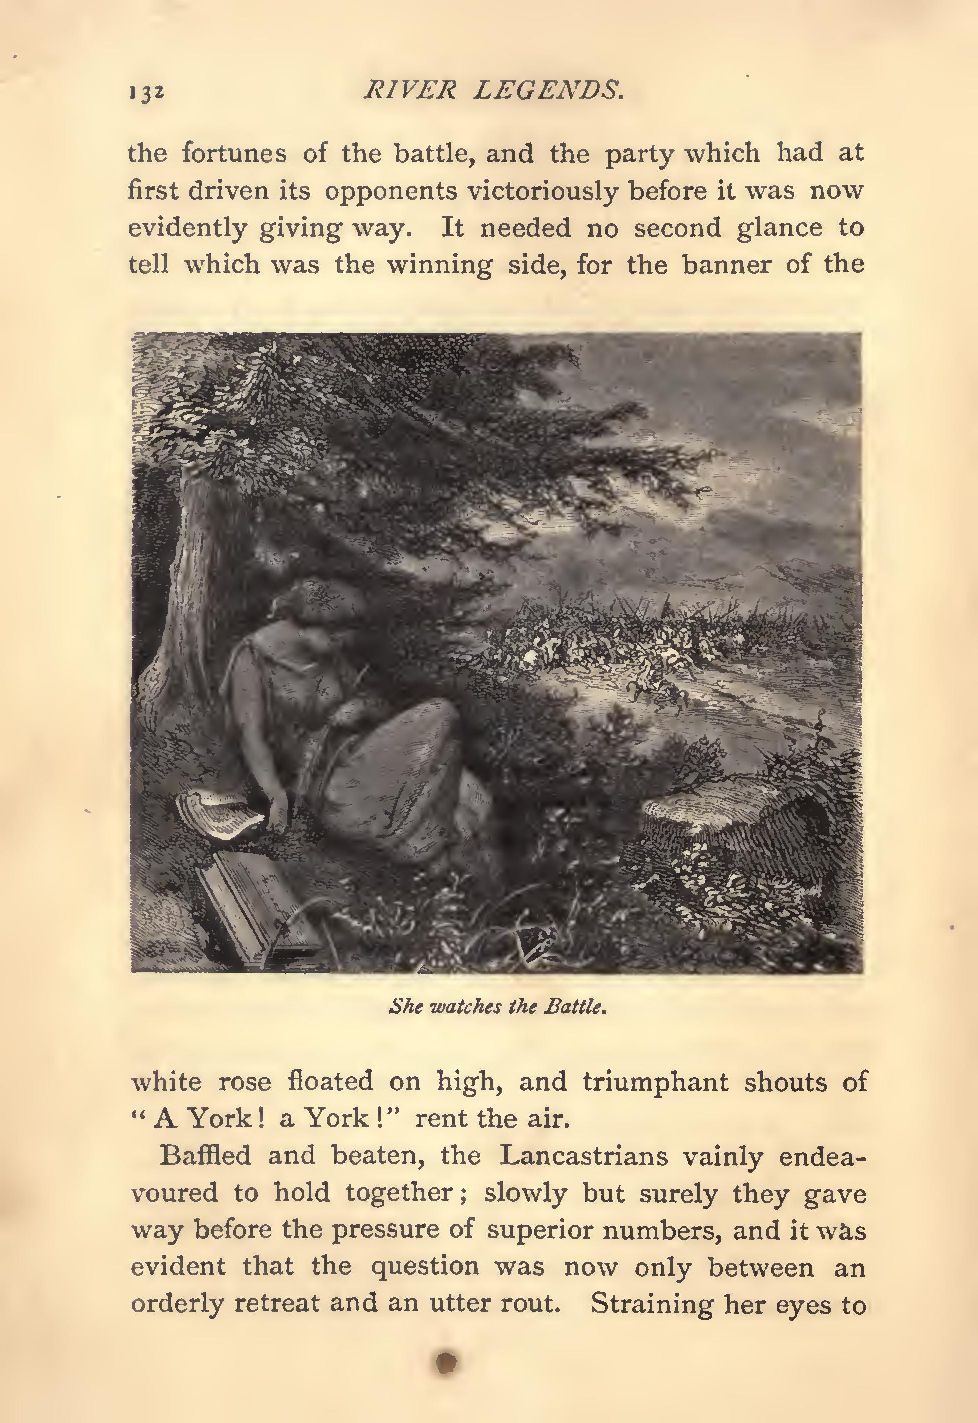 132 RIVER LEGENDS.
the fortunes of the battle, and the party which had at
first driven its opponents victoriously before it was now
evidently giving way. It needed no second glance to
tell which was the winning side, for the banner of the
She watches the Battle.
white rose floated on high, and triumphant shouts of
“ A York! a York!” rent the air.
Baffled and beaten, the Lancastrians vainly endea-
voured to hold together; slowly but surely they gave
way before the pressure of superior numbers, and it was
evident that the question was now only between an
orderly retreat and an utter rout. Straining her eyes to